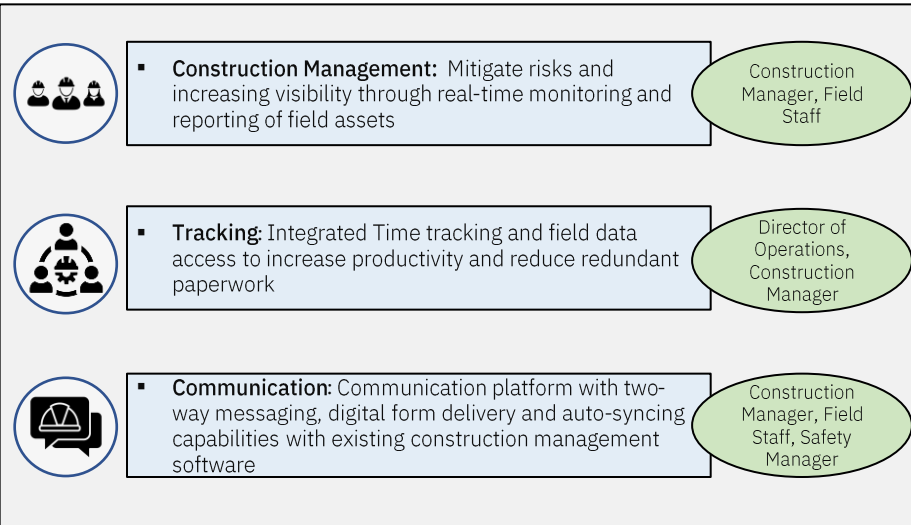 ▪ Construction Management: Mitigate risks and
increasing visibility through real-time monitoring and
reporting of field assets
Construction
Manager, Field
Staff
▪ Tracking: Integrated Time tracking and field data
access to increase productivity and reduce redundant
paperwork
Director of
Operations,
Construction
Manager
▪ Communication: Communication platform with two-
way messaging, digital form delivery and auto-syncing
capabilities with existing construction management
software
Construction
Manager, Field
Staff, Safety
Manager